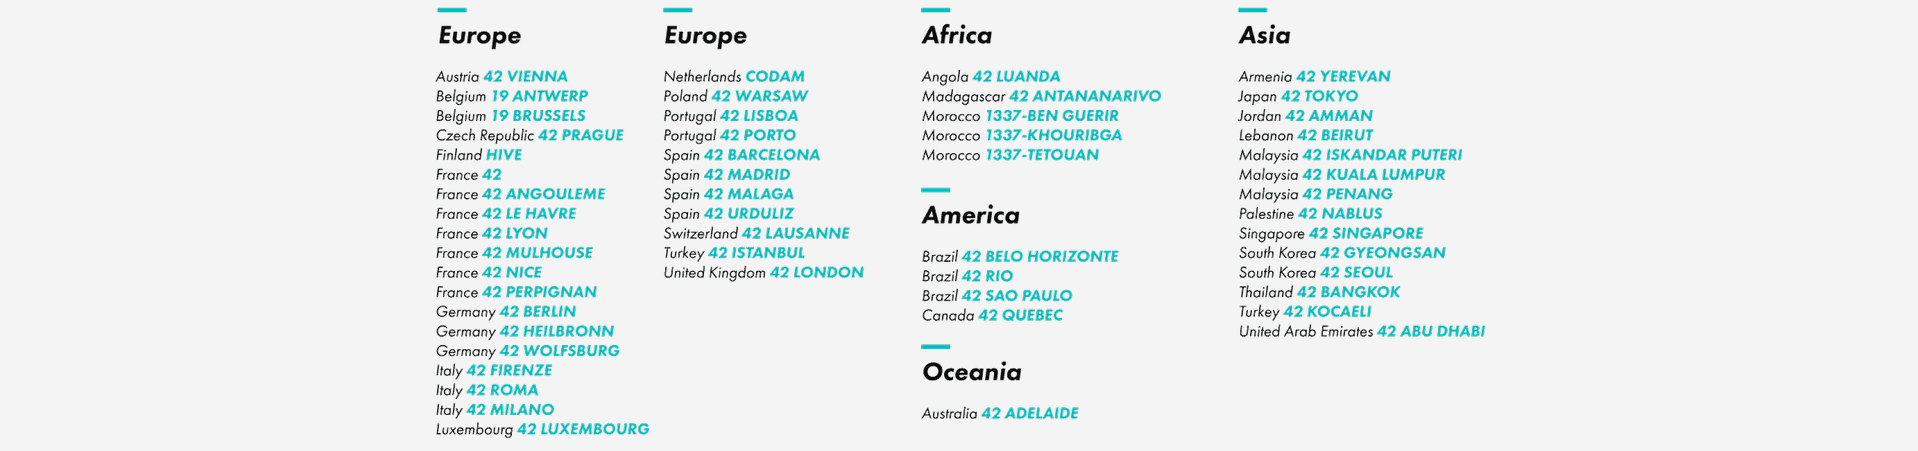 Europe
Austria 42 VIENNA
Belgium 19 ANTWERP
Belgium 19 BRUSSELS
Czech Republic 42 PRAGUE
Finland HIVE
France 42
France 42 ANGOULEME
France 42 LE HAVRE
France 42 LYON
France 42 MULHOUSE
France 42 NICE
France 42 PERPIGNAN
Germany 42 BERLIN
Germany 42 HEILBRONN
Germany 42 WOLFSBURG
Italy 42 FIRENZE
Italy 42 ROMA
Italy 42 MILANO
Luxembourg 42 LUXEMBOURG
Europe
Netherlands CODAM
Poland 42 WARSAW
Portugal 42 LISBOA
Portugal 42 PORTO
Spain 42 BARCELONA
Spain 42 MADRID
Spain 42 MALAGA
Spain 42 URDULIZ
Switzerland 42 LAUSANNE
Turkey 42 ISTANBUL
United Kingdom 42 LONDON
Africa
Angola 42 LUANDA
Madagascar 42 ANTANANARIVO
Morocco 1337-BEN GUERIR
Morocco 1337-KHOURIBGA
Morocco 1337-TETOUAN
America
Brazil 42 BELO HORIZONTE
Brazil 42 RIO
Brazil 42 SAO PAULO
Canada 42 QUEBEC
Oceania
Australia 42 ADELAIDE
Asia
Armenia 42 YEREVAN
Japan 42 TOKYO
Jordan 42 AMMAN
Lebanon 42 BEIRUT
Malaysia 42 ISKANDAR PUTERI
Malaysia 42 KUALA LUMPUR
Malaysia 42 PENANG
Palestine 42 NABLUS
Singapore 42 SINGAPORE
South Korea 42 GYEONGSAN
South Korea 42 SEOUL
Thailand 42 BANGKOK
Turkey 42 KOCAELI
United Arab Emirates 42 ABU DHABI